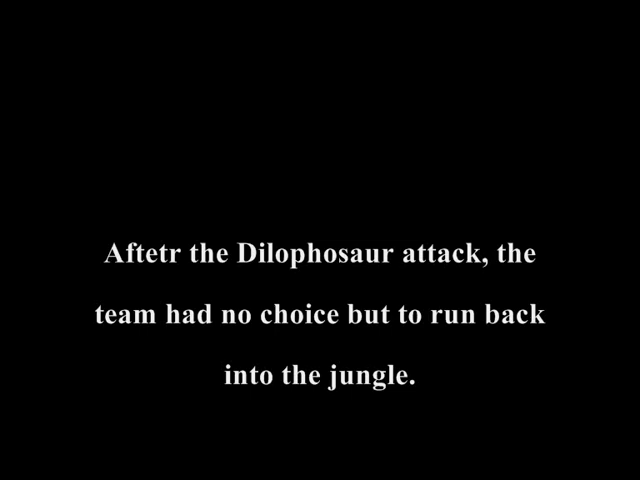 Aftetr the Dilophosaur attack, the
team had no choice but to run back
into the jungle.